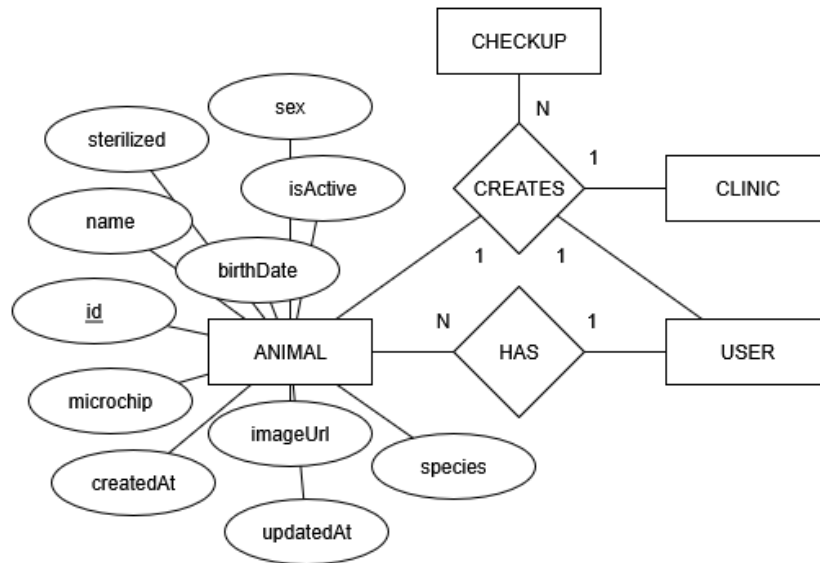 CHECKUP
sex
N
sterilized
1
isActive
CREATES
CLINIC
name
1
1
birthDate
id
N
1
ANIMAL
HAS
USER
microchip
imageUrl
species
createdAt
updatedAt